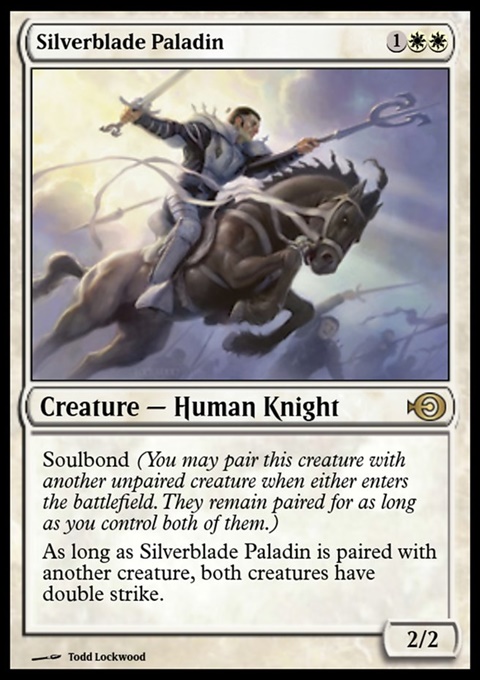 Silverblade Paladin 1
Creature — Human Knight
Soulbond (You may pair this creature with
another unpaired creature when either enters
the battlefield. They remain paired for as long
as you control both of them.)
As long as Silverblade Paladin is paired with
another creature, both creatures have
double strike.
2/2
Todd Lockwood